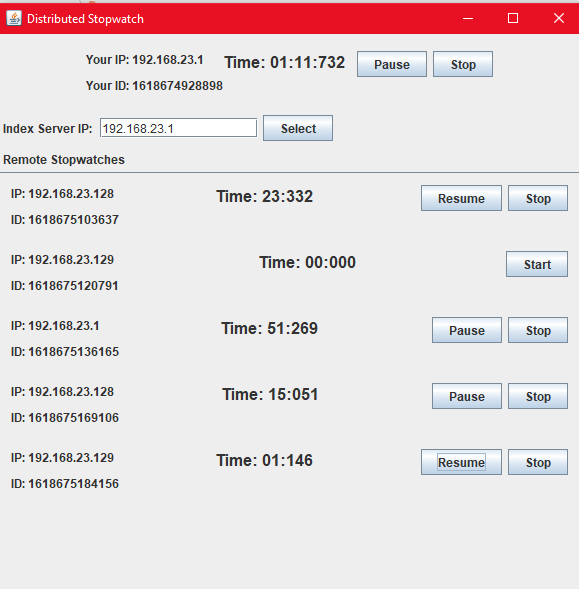 Distributed Stopwatch
Your IP: 192.168.23.1 Time: 01:11:732 Pause Stop
Your ID: 1618674928898
Index Server IP: 192.168.23.1 Select
Remote Stopwatches
IP: 192.168.23.128 Time: 23:332 Resume Stop
ID: 1618675103637
IP: 192.168.23.129 Time: 00:000 Start
ID: 1618675120791
IP: 192.168.23.1 Time: 51:269 Pause Stop
ID: 1618675136165
IP: 192.168.23.128 Time: 15:051 Pause Stop
ID: 1618675169106
IP: 192.168.23.129 Time: 01:146 Resume Stop
ID: 1618675184156